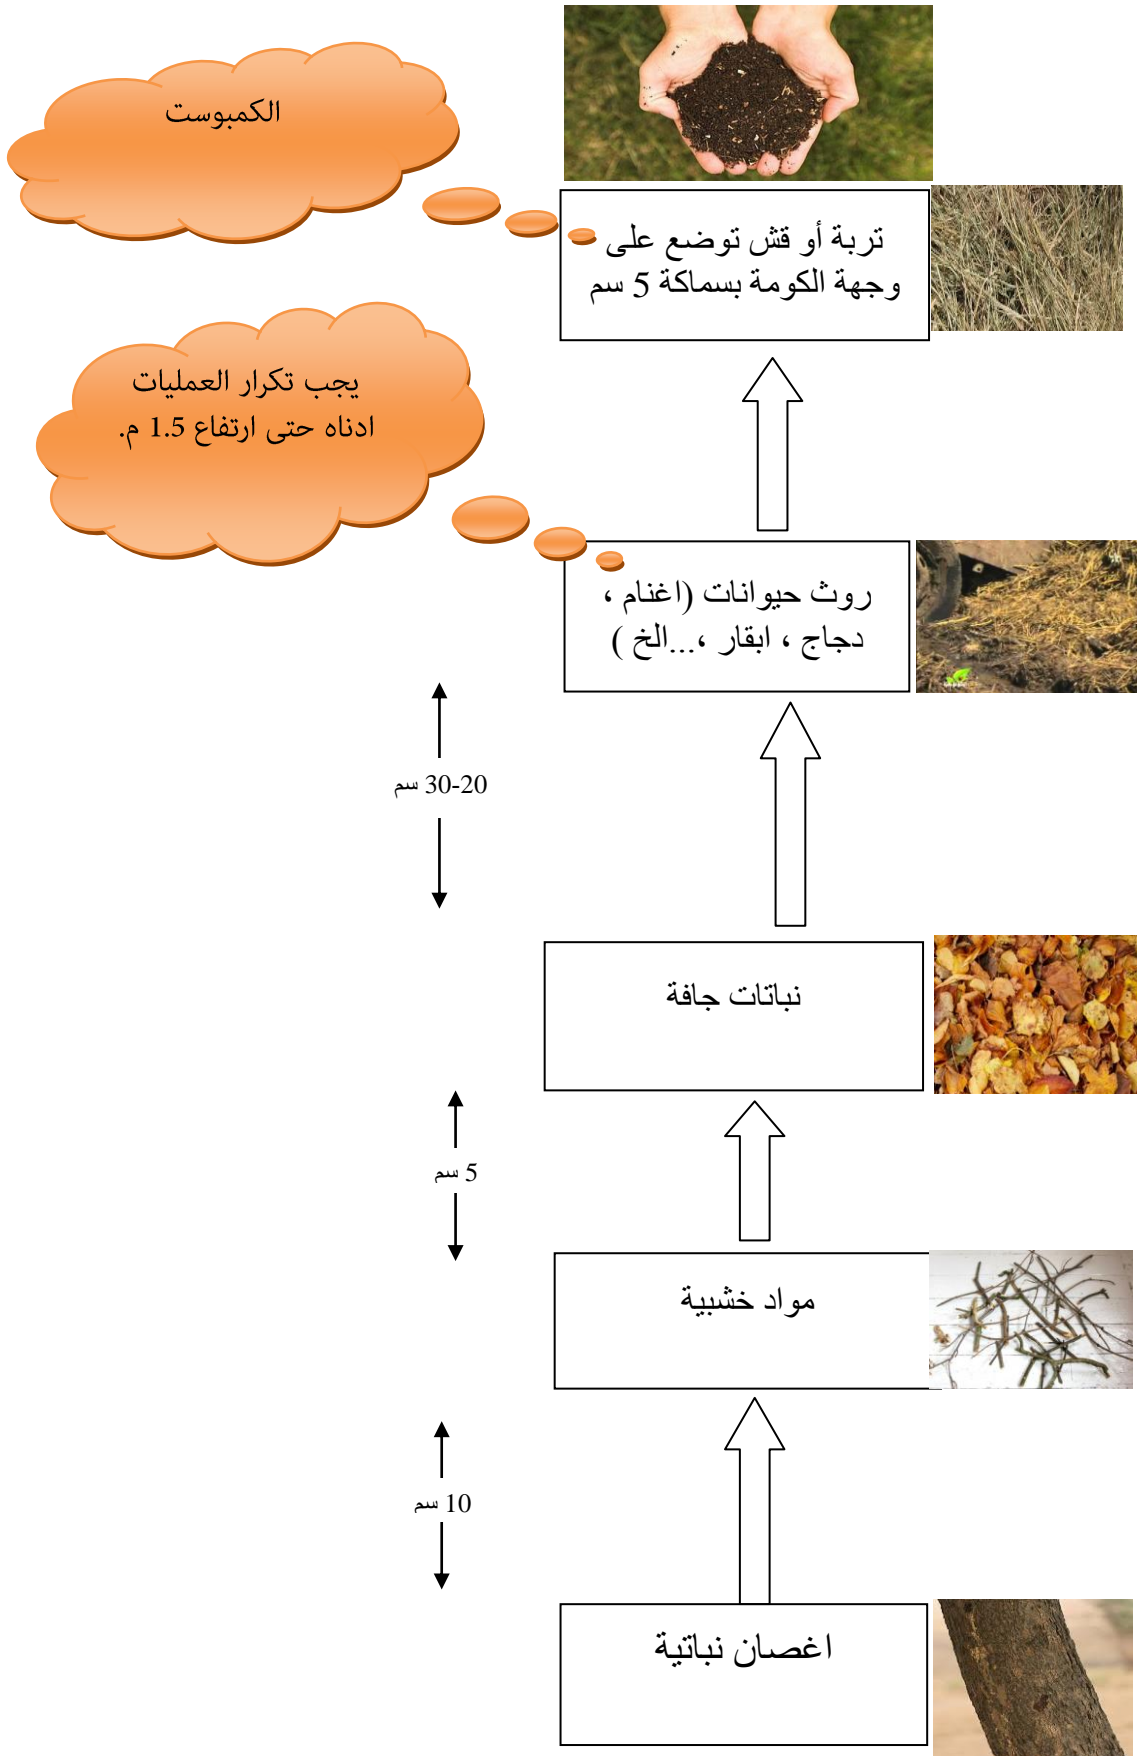 الكمبوست
تربة أو قش توضع على
وجهة الكومة بسماكة 5 سم
يجب تكرار العمليات
ادناه حتى ارتفاع 1.5 م.
روث حيوانات (اغنام ،
دجاج ، ابقار ،...الخ )
30-20 سم
نباتات جافة
5 سم
مواد خشبية
10 سم
اغصان نباتية